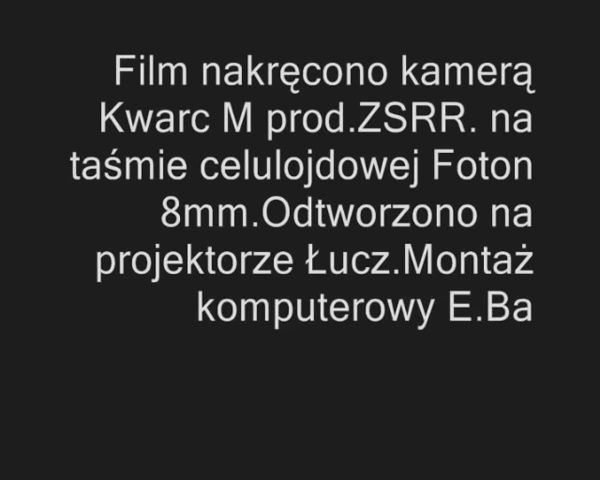 Film nakręcono kamerą
Kwarc M prod.ZSRR. na
taśmie celulojdowej Foton
8mm.Odtworzono na
projektorze Łucz.Montaż
komputerowy E.Ba